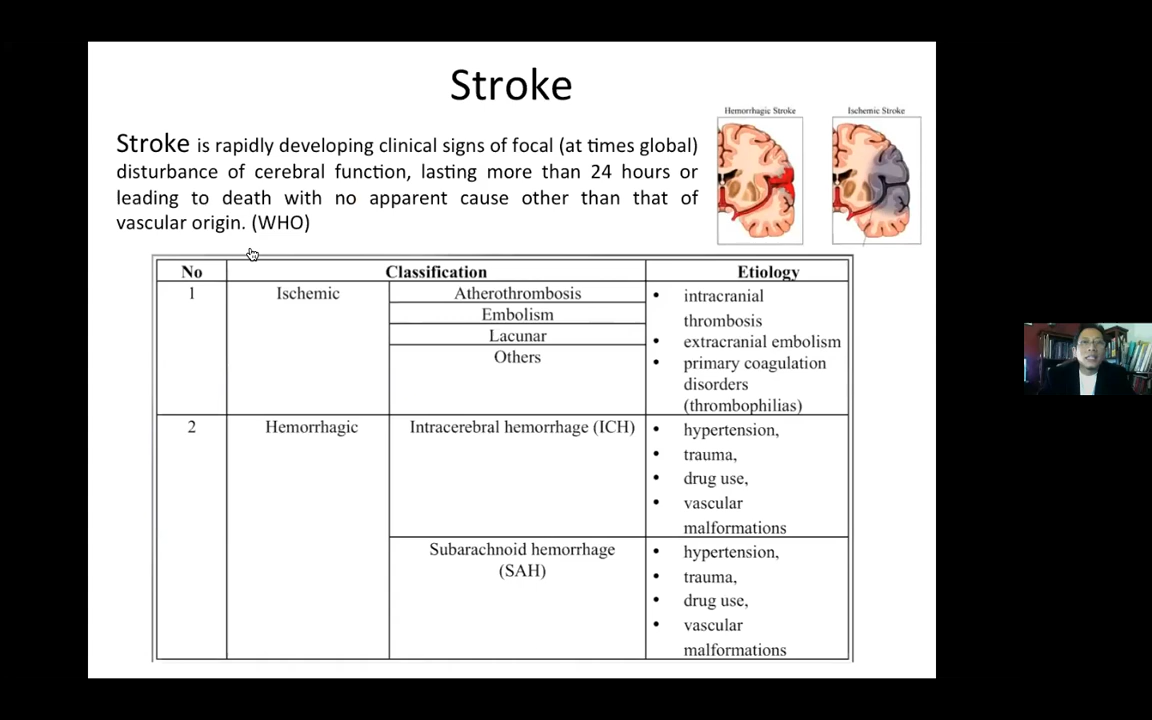 Stroke
Hemorrhagic Stroke
Ischemic Stroke
Stroke is rapidly developing clinical signs of focal (at times global)
disturbance of cerebral function, lasting more than 24 hours or
leading to death with no apparent cause other than that of
vascular origin. (WHO)
No Classification Etiology
1 Ischemic Atherothrombosis
Embolism
Lacunar
Others
• intracranial
thrombosis
• extracranial embolism
• primary coagulation
disorders
(thrombophilias)
2 Hemorrhagic Intracerebral hemorrhage (ICH)
• hypertension,
• trauma,
• drug use,
• vascular
malformations
Subarachnoid hemorrhage
(SAH)
• hypertension,
• trauma,
• drug use,
• vascular
malformations